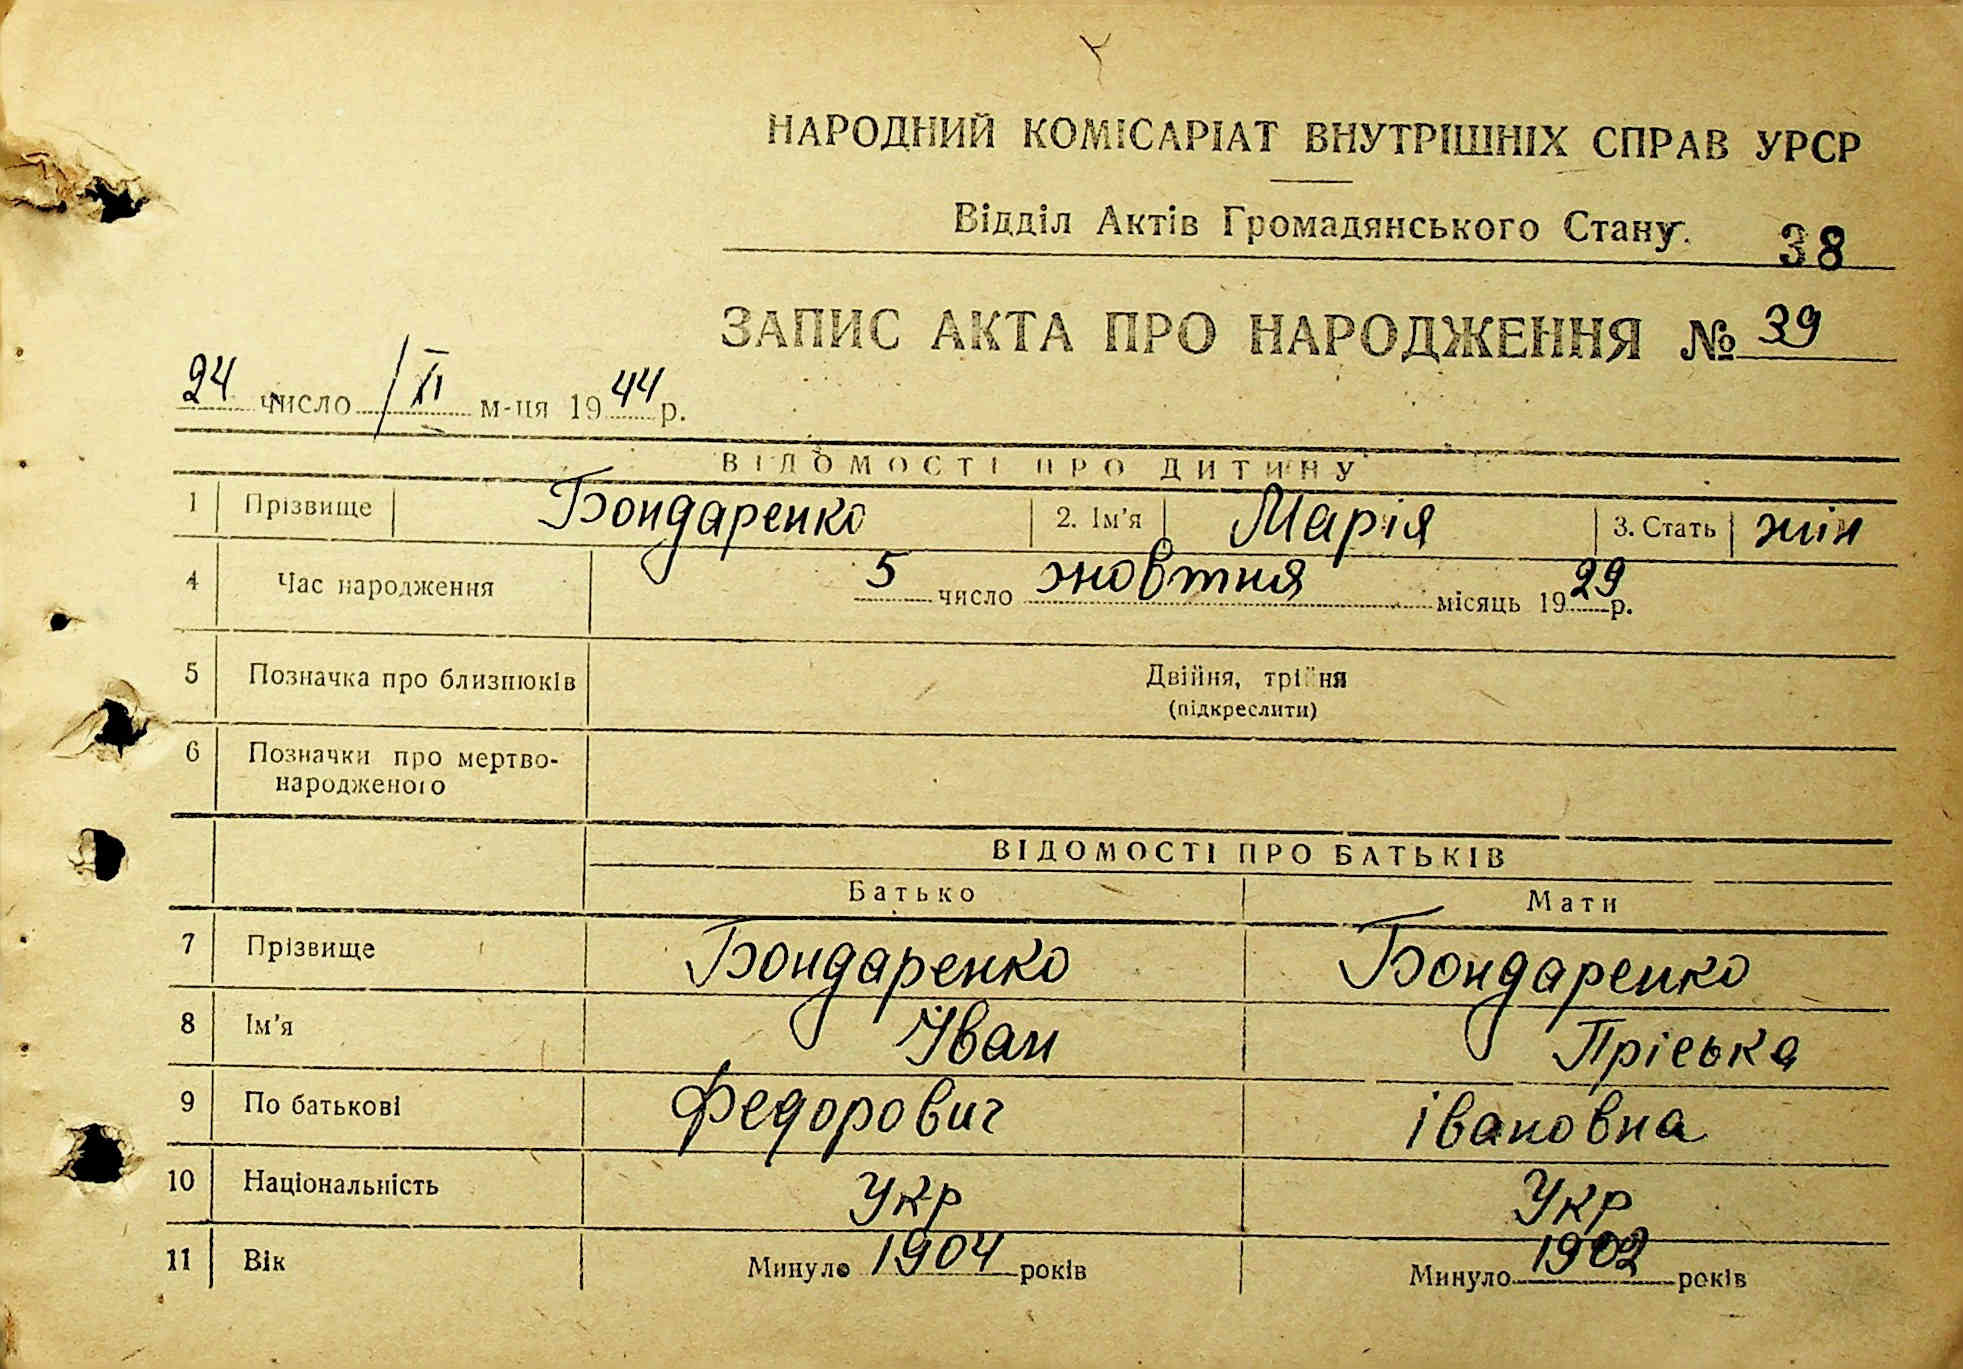 НАРОДНИЙ КОМІСАРІАТ ВНУТРІШНІХ СПРАВ УРСР
Відділ Актів Громадянського Стану. 38
ЗАПИС АКТА ПРО НАРОДЖЕННЯ № 39
24 число / ІІ м-ця 1944 р.
ВІДОМОСТІ ПРО ДИТИНУ
1 Прізвище Бондаренко 2. Ім'я Марія 3. Стать жін
4 Час народження 5 число жовтня місяць 1929 р.
5 Позначка про близнюків Двійня, трійня
(підкреслити)
6 Позначки про мертво-
народженого
ВІДОМОСТІ ПРО БАТЬКІВ
Батько Мати
7 Прізвище Бондаренко Бондаренко
8 Ім'я Іван Пріська
9 По батькові Федорович івановна
10 Національність Укр Укр
11 Вік Минуло 1904 років Минуло 1902 років